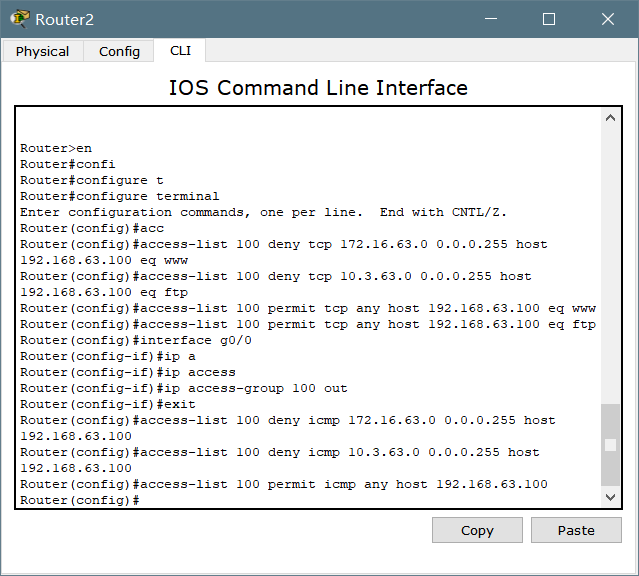 Router2
Physical Config CLI
IOS Command Line Interface
Router>en
Router#confi
Router#configure t
Router#configure terminal
Enter configuration commands, one per line.  End with CNTL/Z.
Router(config)#acc
Router(config)#access-list 100 deny tcp 172.16.63.0 0.0.0.255 host
192.168.63.100 eq www
Router(config)#access-list 100 deny tcp 10.3.63.0 0.0.0.255 host
192.168.63.100 eq ftp
Router(config)#access-list 100 permit tcp any host 192.168.63.100 eq www
Router(config)#access-list 100 permit tcp any host 192.168.63.100 eq ftp
Router(config)#interface g0/0
Router(config-if)#ip a
Router(config-if)#ip access
Router(config-if)#ip access-group 100 out
Router(config-if)#exit
Router(config)#access-list 100 deny icmp 172.16.63.0 0.0.0.255 host
192.168.63.100
Router(config)#access-list 100 deny icmp 10.3.63.0 0.0.0.255 host
192.168.63.100
Router(config)#access-list 100 permit icmp any host 192.168.63.100
Router(config)#
Copy Paste